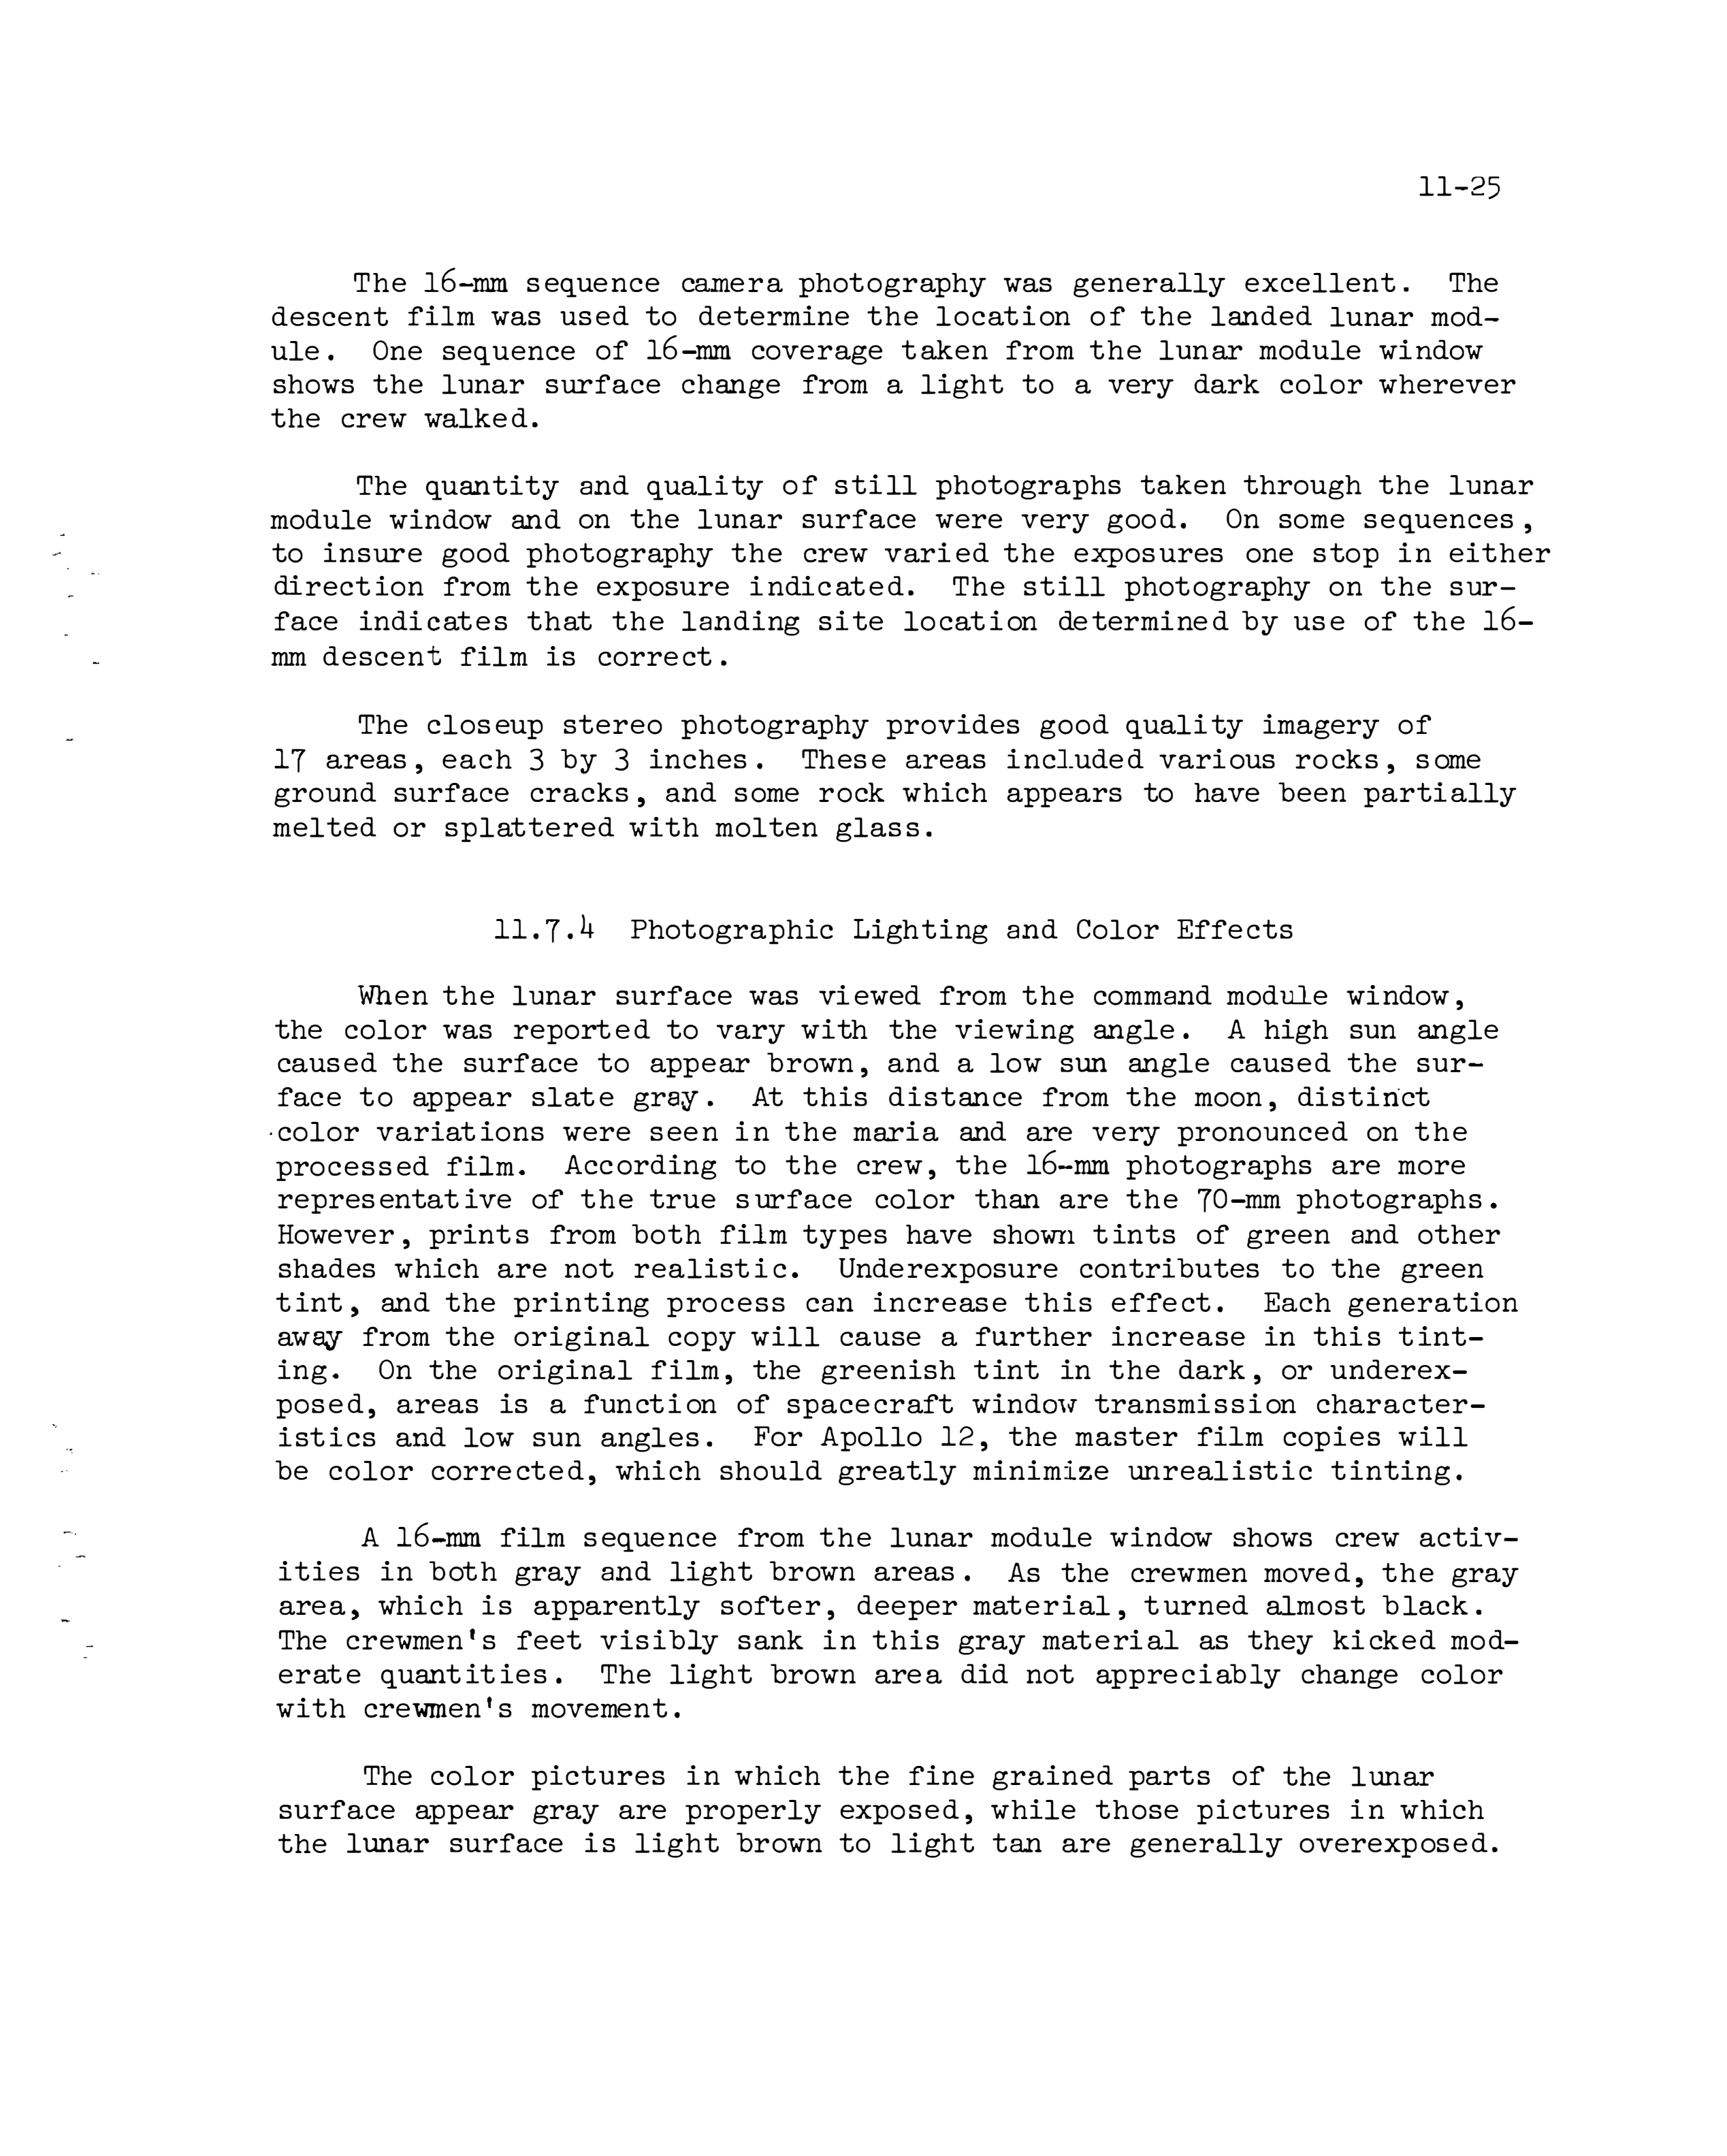 11-25
The 16-mm sequence camera photography was generally excellent. The
descent film was used to determine the location of the landed lunar mod-
ule. One sequence of 16-mm coverage taken from the lunar module window
shows the lunar surface change from a light to a very dark color wherever
the crew walked.
The quantity and quality of still photographs taken through the lunar
module window and on the lunar surface were very good. On some sequences,
to insure good photography the crew varied the exposures one stop in either
direction from the exposure indicated. The still photography on the sur-
face indicates that the landing site location determined by use of the 16-
mm descent film is correct.
The closeup stereo photography provides good quality imagery of
17 areas, each 3 by 3 inches. These areas included various rocks, some
ground surface cracks, and some rock which appears to have been partially
melted or splattered with molten glass.
11.7.4 Photographic Lighting and Color Effects
When the lunar surface was viewed from the command module window,
the color was reported to vary with the viewing angle. A high sun angle
caused the surface to appear brown, and a low sun angle caused the sur-
face to appear slate gray. At this distance from the moon, distinct
color variations were seen in the maria and are very pronounced on the
processed film. According to the crew, the 16-mm photographs are more
representative of the true surface color than are the 70-mm photographs.
However, prints from both film types have shown tints of green and other
shades which are not realistic. Underexposure contributes to the green
tint, and the printing process can increase this effect. Each generation
away from the original copy will cause a further increase in this tint-
ing. On the original film, the greenish tint in the dark, or underex-
posed, areas is a function of spacecraft window transmission character-
istics and low sun angles. For Apollo 12, the master film copies will
be color corrected, which should greatly minimize unrealistic tinting.
A 16-mm film sequence from the lunar module window shows crew activ-
ities in both gray and light brown areas. As the crewmen moved, the gray
area, which is apparently softer, deeper material, turned almost black.
The crewmen's feet visibly sank in this gray material as they kicked mod-
erate quantities. The light brown area did not appreciably change color
with crewmen's movement.
The color pictures in which the fine grained parts of the lunar
surface appear gray are properly exposed, while those pictures in which
the lunar surface is light brown to light tan are generally overexposed.